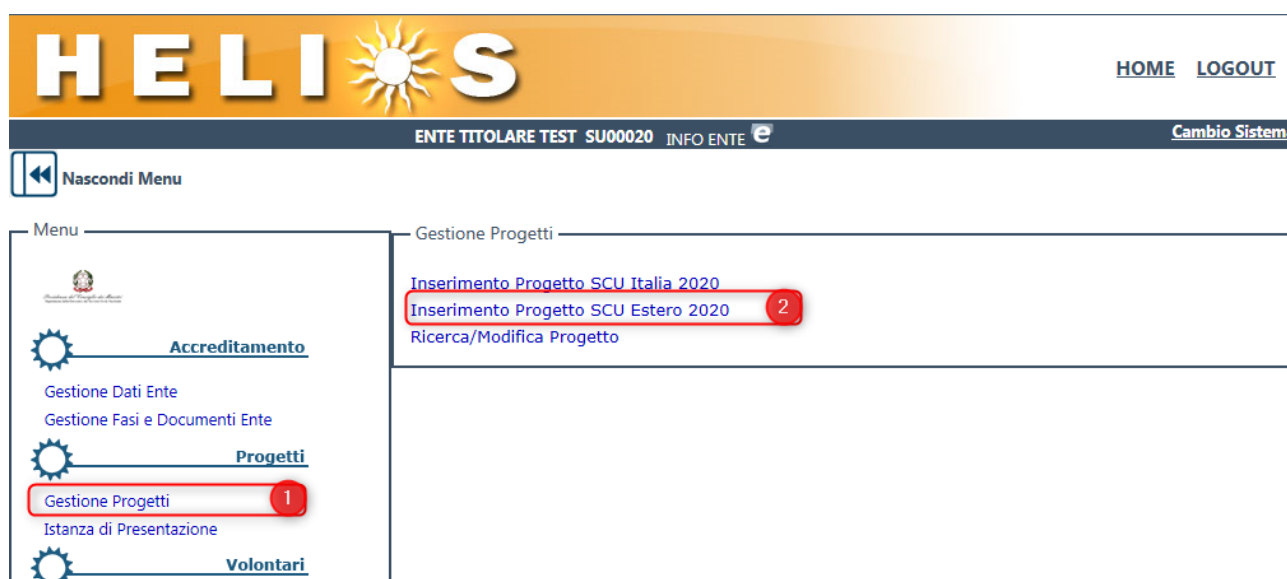 HELIOS
HOME LOGOUT
ENTE TITOLARE TEST SU00020 INFO ENTE
Cambio Sistem
Nascondi Menu
Menu
Accreditamento
Gestione Dati Ente
Gestione Fasi e Documenti Ente
Progetti
Gestione Progetti 1
Istanza di Presentazione
Volontari
Gestione Progetti
Inserimento Progetto SCU Italia 2020
Inserimento Progetto SCU Estero 2020 2
Ricerca/Modifica Progetto